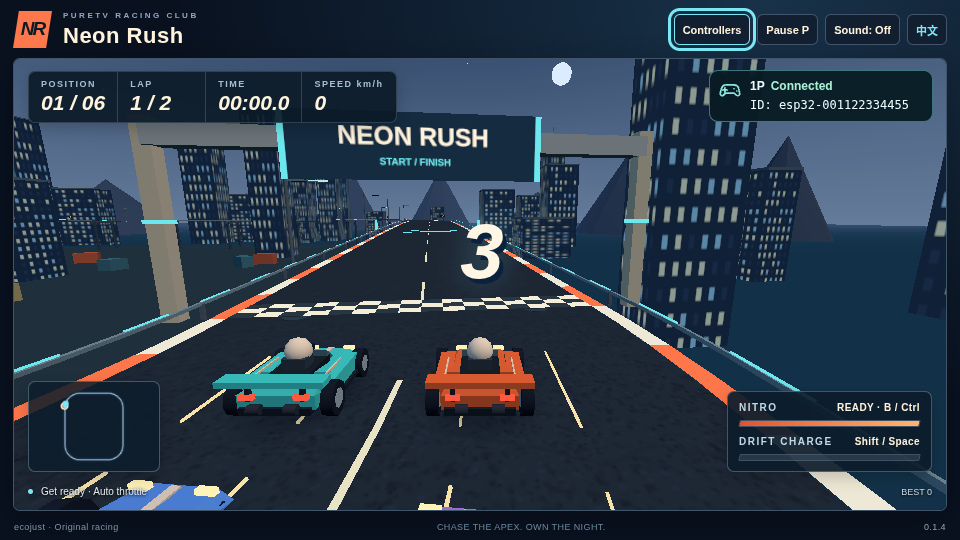 NR
PURETV RACING CLUB
Neon Rush
Controllers
Pause P
Sound: Off
中文
POSITION
01 / 06
LAP
1 / 2
TIME
00:00.0
SPEED km/h
0
1P Connected
ID: esp32-001122334455
NEON RUSH
START / FINISH
3
NITRO
READY · B / Ctrl
DRIFT CHARGE
Shift / Space
Get ready · Auto throttle
BEST 0
ecojust · Original racing
CHASE THE APEX. OWN THE NIGHT.
0.1.4